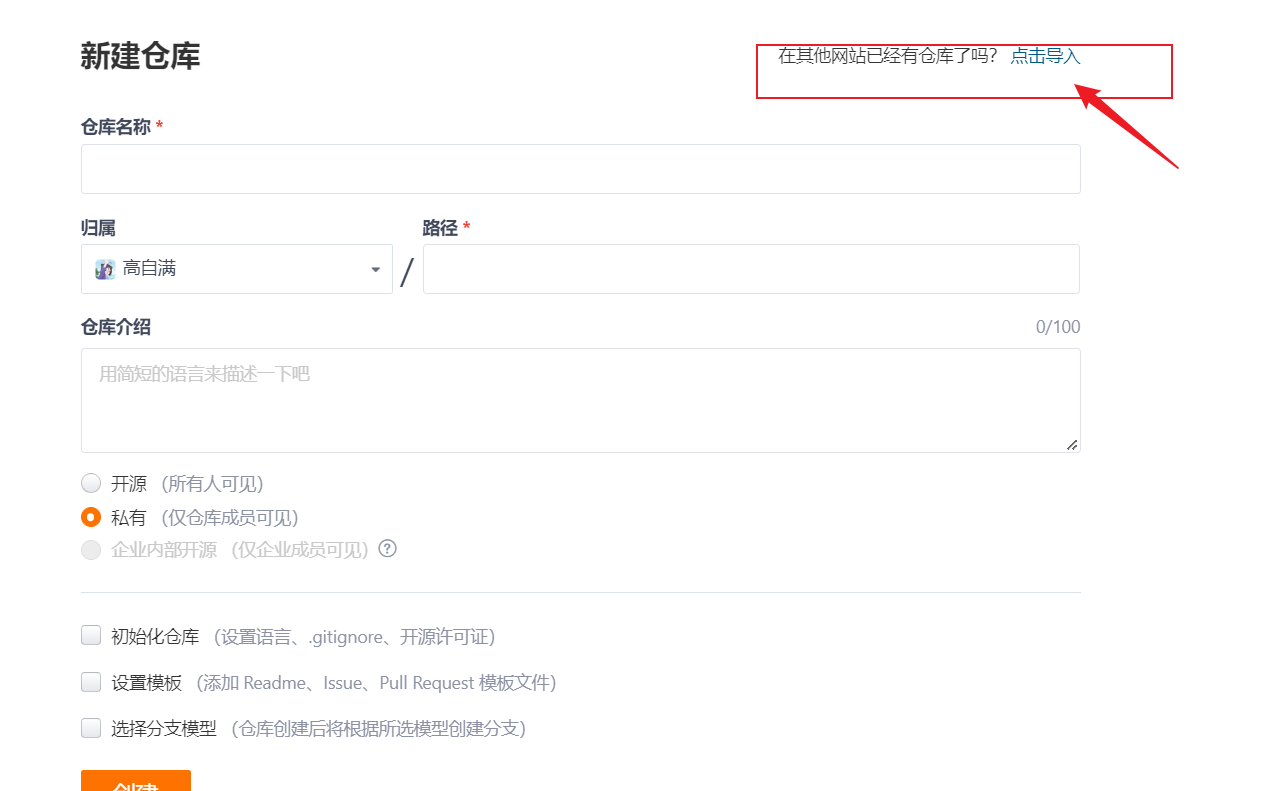 新建仓库
在其他网站已经有仓库了吗? 点击导入
仓库名称 *
归属
路径 *
高自满
/
仓库介绍
0/100
用简短的语言来描述一下吧
开源 (所有人可见)
私有 (仅仓库成员可见)
企业内部开源 (仅企业成员可见) ?
初始化仓库 (设置语言、.gitignore、开源许可证)
设置模板 (添加 Readme、Issue、Pull Request 模板文件)
选择分支模型 (仓库创建后将根据所选模型创建分支)
创建